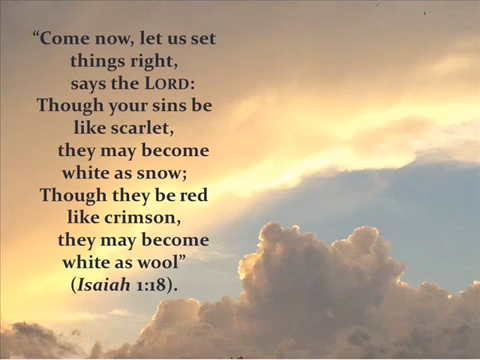 “Come now, let us set
things right,
says the LORD:
Though your sins be
like scarlet,
they may become
white as snow;
Though they be red
like crimson,
they may become
white as wool”
(Isaiah 1:18).